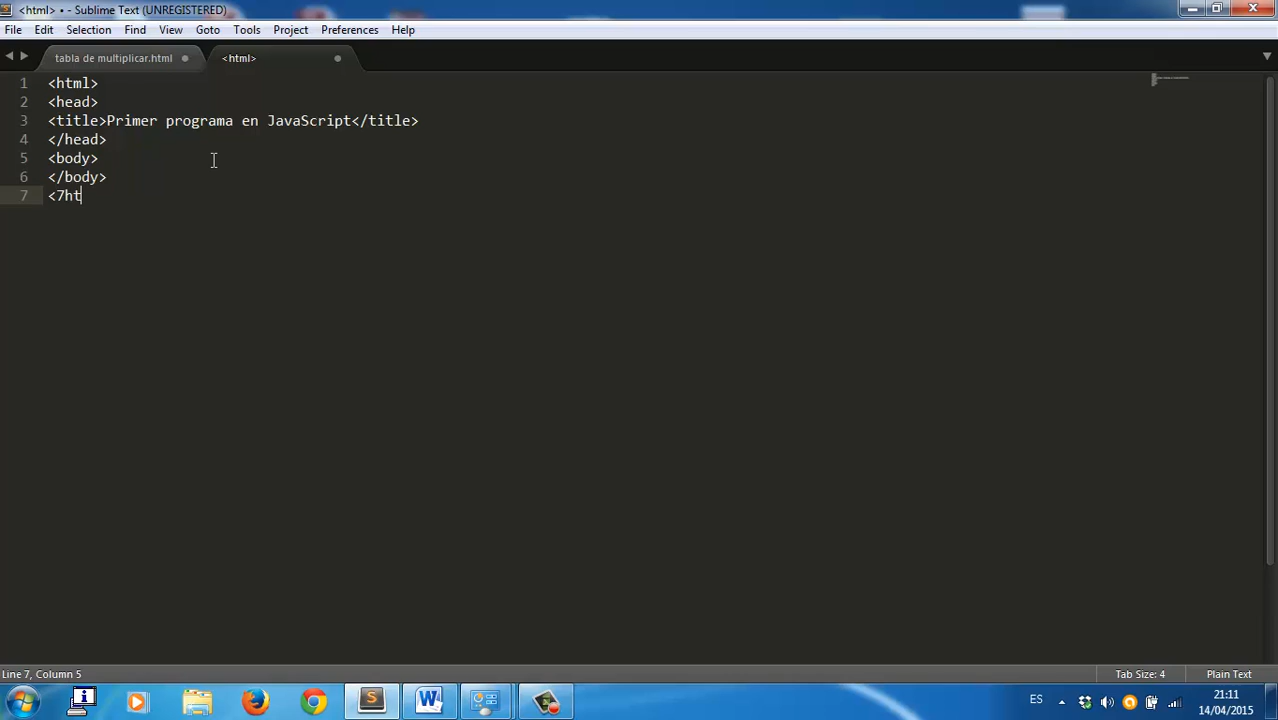 <html> • - Sublime Text (UNREGISTERED)
File Edit Selection Find View Goto Tools Project Preferences Help
tabla de multiplicar.html <html>
1 <html>
2 <head>
3 <title>Primer programa en JavaScript</title>
4 </head>
5 <body>
6 </body>
7 <7ht
Line 7, Column 5 Tab Size: 4 Plain Text
ES 21:11
14/04/2015